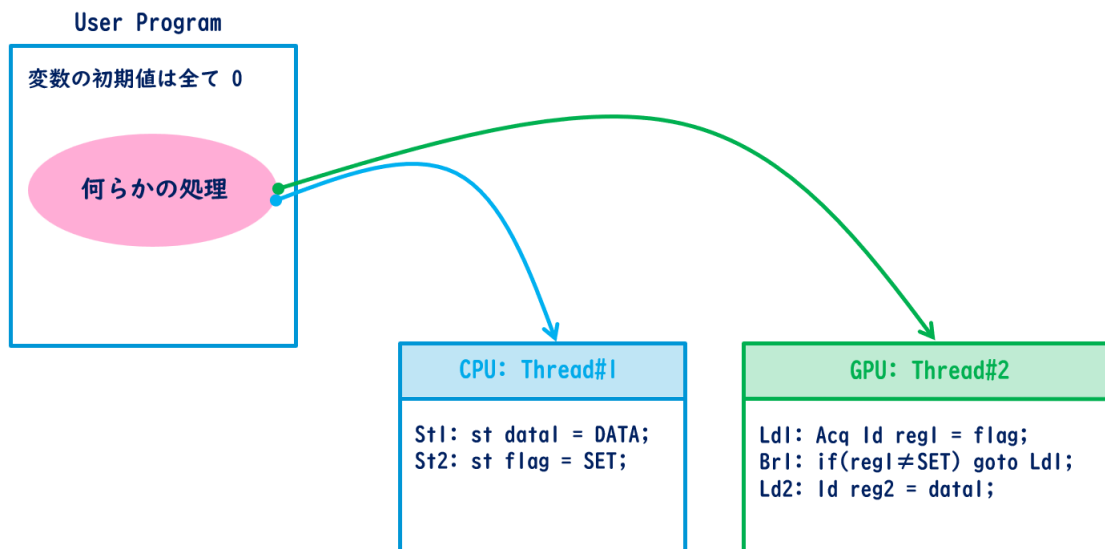 User Program
変数の初期値は全て 0
何らかの処理
CPU: Thread#1
St1: st data1 = DATA;
St2: st flag = SET;
GPU: Thread#2
Ld1: Acq ld reg1 = flag;
Br1: if(reg1≠SET) goto Ld1;
Ld2: ld reg2 = data1;